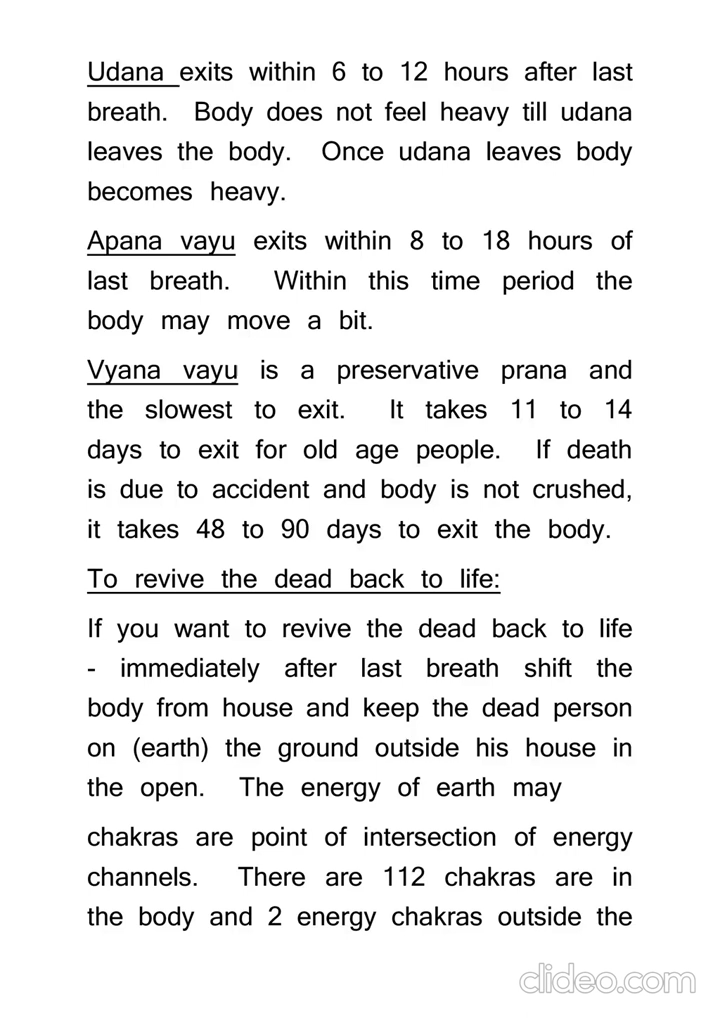 Udana exits within 6 to 12 hours after last
breath. Body does not feel heavy till udana
leaves the body. Once udana leaves body
becomes heavy.
Apana vayu exits within 8 to 18 hours of
last breath. Within this time period the
body may move a bit.
Vyana vayu is a preservative prana and
the slowest to exit. It takes 11 to 14
days to exit for old age people. If death
is due to accident and body is not crushed,
it takes 48 to 90 days to exit the body.
To revive the dead back to life:
If you want to revive the dead back to life
- immediately after last breath shift the
body from house and keep the dead person
on (earth) the ground outside his house in
the open. The energy of earth may
chakras are point of intersection of energy
channels. There are 112 chakras are in
the body and 2 energy chakras outside the
clideo.com